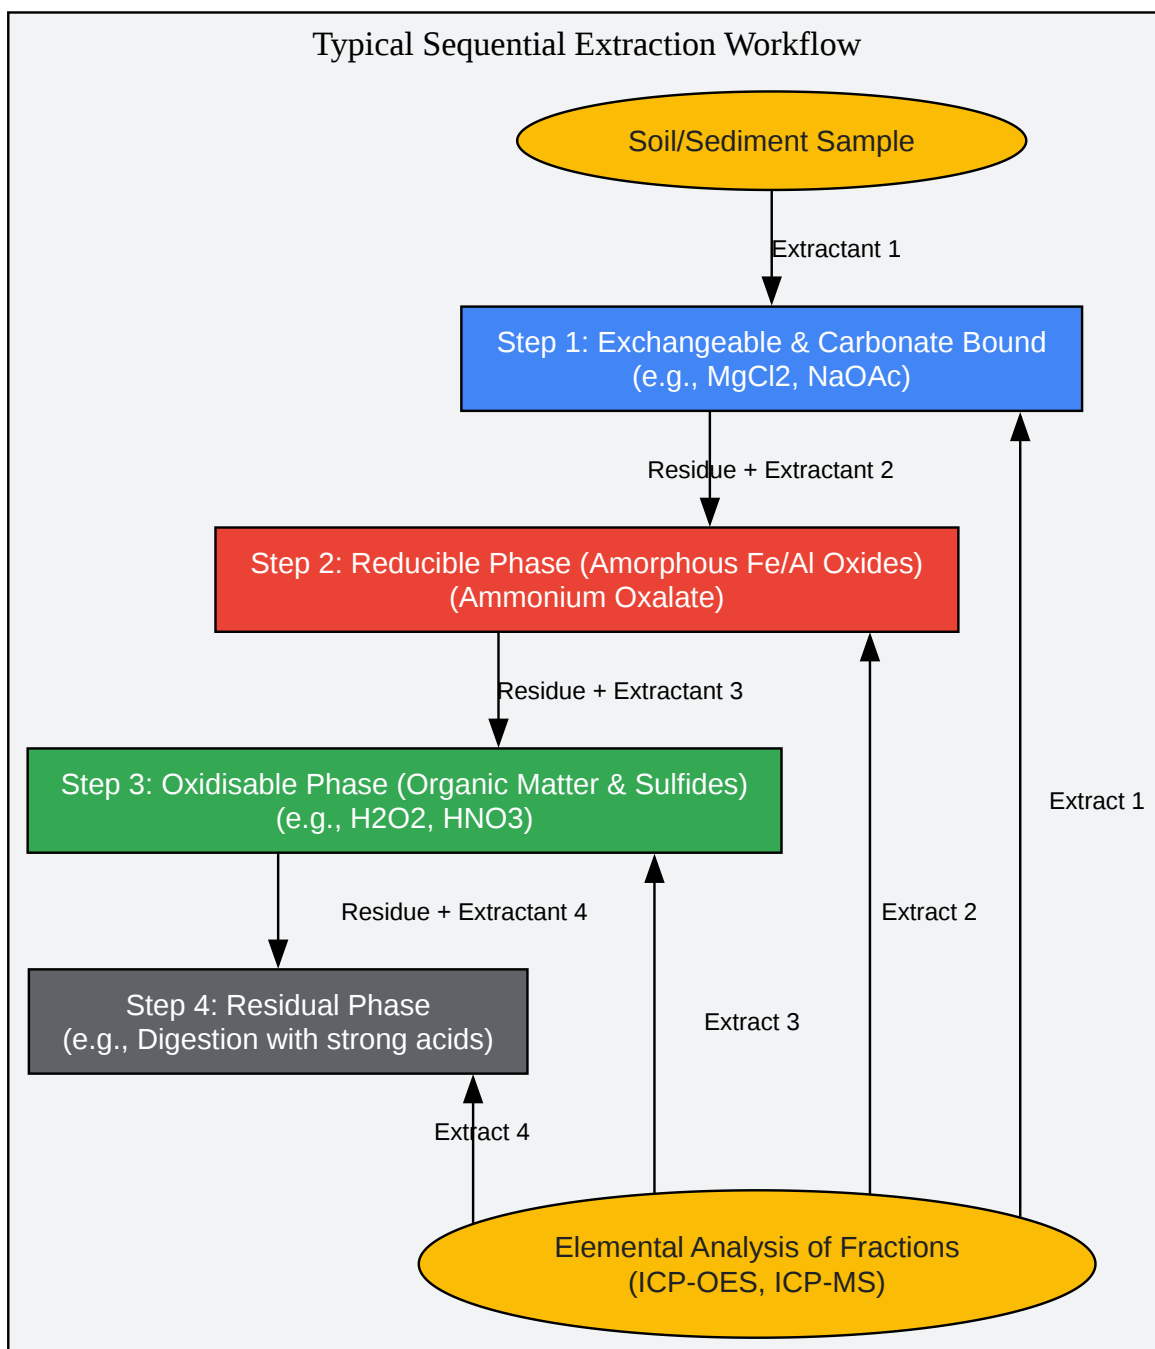 Typical Sequential Extraction Workflow
Soil/Sediment Sample
Extractant 1
Step 1: Exchangeable & Carbonate Bound
(e.g., MgCl2, NaOAc)
Residue + Extractant 2
Step 2: Reducible Phase (Amorphous Fe/Al Oxides)
(Ammonium Oxalate)
Residue + Extractant 3
Step 3: Oxidisable Phase (Organic Matter & Sulfides)
(e.g., H2O2, HNO3)
Extract 1
Residue + Extractant 4
Extract 2
Step 4: Residual Phase
(e.g., Digestion with strong acids)
Extract 3
Extract 4
Elemental Analysis of Fractions
(ICP-OES, ICP-MS)